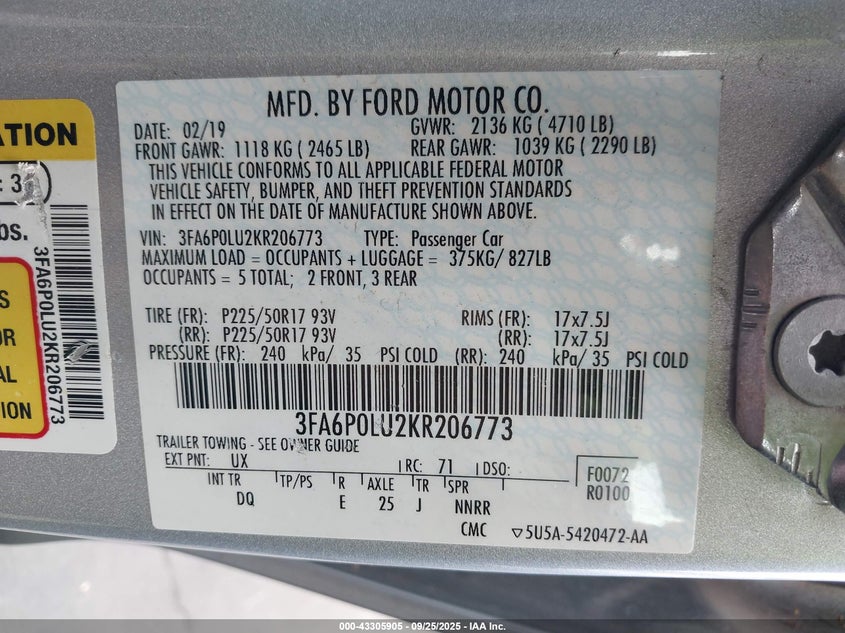 MFD. BY FORD MOTOR CO.
DATE: 02/19 GVWR: 2136 KG ( 4710 LB)
FRONT GAWR: 1118 KG ( 2465 LB) REAR GAWR: 1039 KG ( 2290 LB)
THIS VEHICLE CONFORMS TO ALL APPLICABLE FEDERAL MOTOR
VEHICLE SAFETY, BUMPER, AND THEFT PREVENTION STANDARDS
IN EFFECT ON THE DATE OF MANUFACTURE SHOWN ABOVE.
VIN: 3FA6P0LU2KR206773 TYPE: Passenger Car
MAXIMUM LOAD = OCCUPANTS + LUGGAGE = 375KG/ 827LB
OCCUPANTS = 5 TOTAL; 2 FRONT, 3 REAR
TIRE (FR): P225/50R17 93V RIMS (FR): 17x7.5J
(RR): P225/50R17 93V (RR): 17x7.5J
PRESSURE (FR): 240 kPa/ 35 PSI COLD (RR): 240 kPa/ 35 PSI COLD
3FA6P0LU2KR206773
TRAILER TOWING - SEE OWNER GUIDE
EXT PNT: UX RC: 71 DSO:
INT TR TP/PS R AXLE TR SPR
DQ E 25 J NNRR
F0072
R0100
CMC ▽5U5A-5420472-AA
ATION
: 3
bs.
3FA6P0LU2KR206773
S
OR
AL
ION
000-43305905 - 09/25/2025 - IAA Inc.